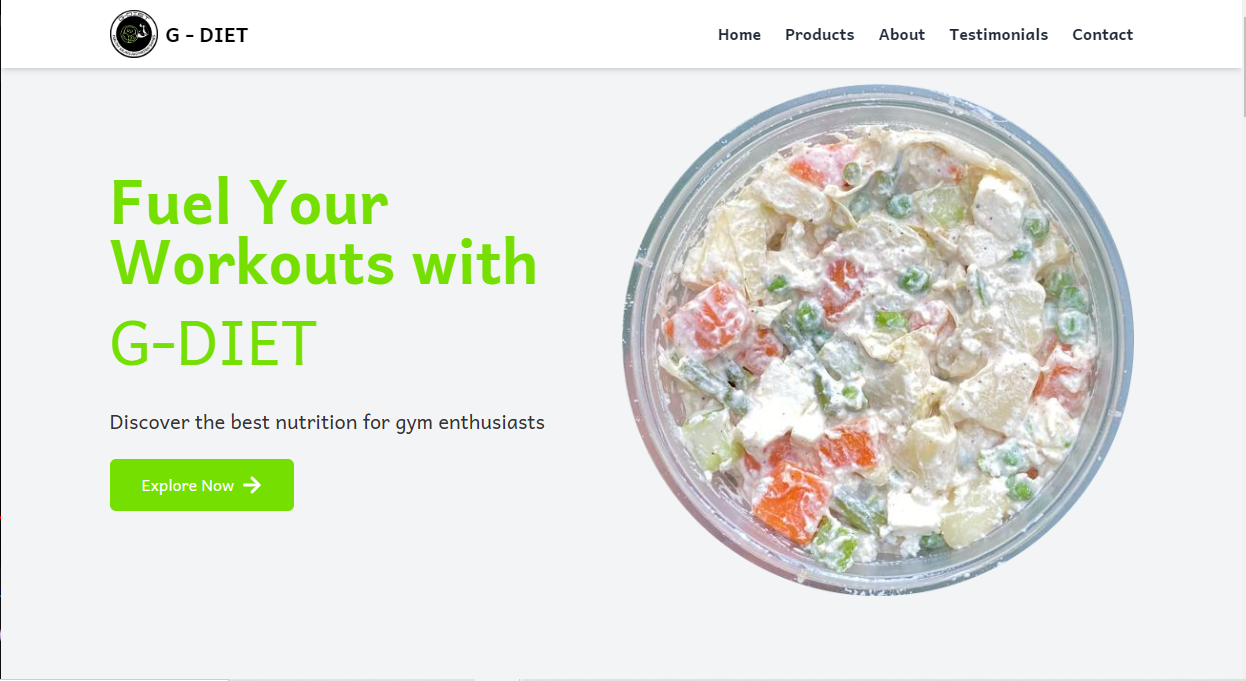 G - DIET
Home Products About Testimonials Contact
Fuel Your
Workouts with
G-DIET
Discover the best nutrition for gym enthusiasts
Explore Now